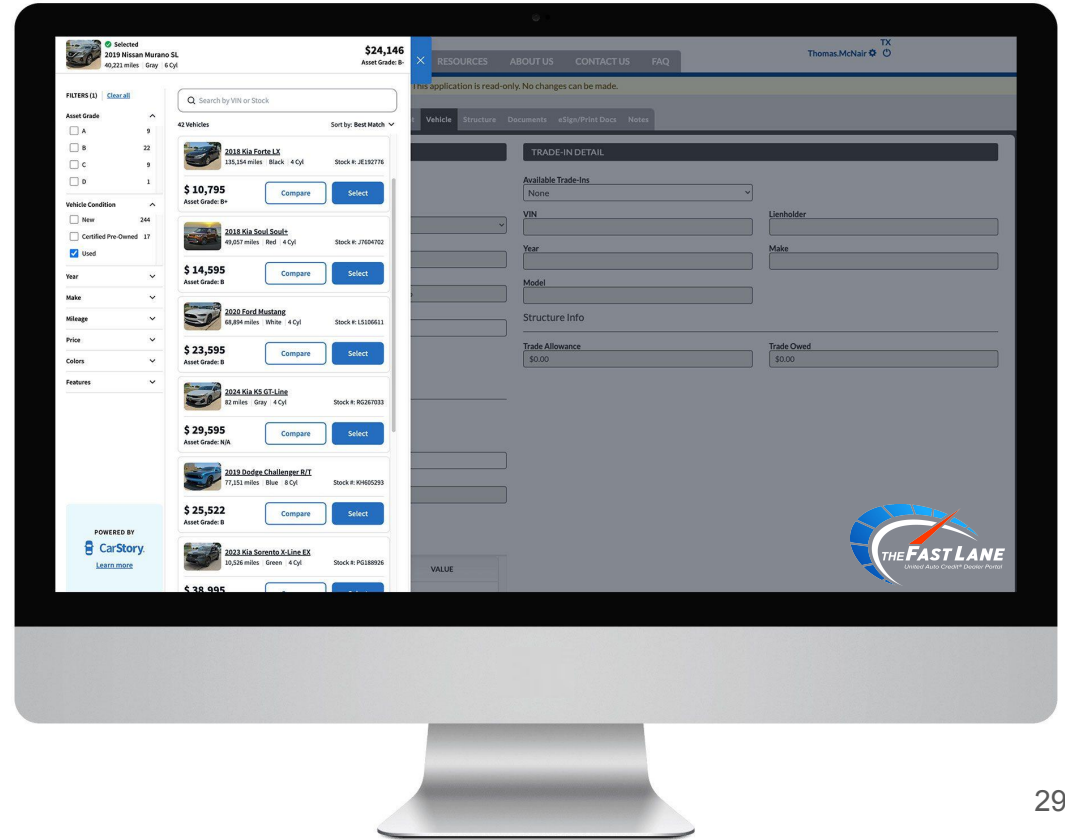 Selected
2019 Nissan Murano SL
40,221 miles Gray 6 Cyl
$24,146
Asset Grade: B-
FILTERS (1) Clear all
Asset Grade
A 9
B 22
C 9
D 1
Vehicle Condition
New 244
Certified Pre-Owned 17
Used
Year
Make
Mileage
Price
Colors
Features
POWERED BY
CarStory.
Learn more
Search by VIN or Stock
42 Vehicles Sort by: Best Match
2018 Kia Forte LX
135,154 miles Black 4 Cyl Stock #: JE192776
$ 10,795
Asset Grade: B+
Compare Select
2018 Kia Soul Soul+
49,057 miles Red 4 Cyl Stock #: J7604702
$ 14,595
Asset Grade: B
Compare Select
2020 Ford Mustang
68,894 miles White 4 Cyl Stock #: L5106611
$ 23,595
Asset Grade: B
Compare Select
2024 Kia K5 GT-Line
82 miles Gray 4 Cyl Stock #: RG267033
$ 29,595
Asset Grade: N/A
Compare Select
2019 Dodge Challenger R/T
77,151 miles Blue 8 Cyl Stock #: KH605293
$ 25,522
Asset Grade: B
Compare Select
2023 Kia Sorento X-Line EX
10,526 miles Green 4 Cyl Stock #: PG188926
$ 38,995
TX
Thomas.McNair
RESOURCES ABOUT US CONTACT US FAQ
This application is read-only. No changes can be made.
Vehicle Structure Documents eSign/Print Docs Notes
TRADE-IN DETAIL
Available Trade-Ins
None
VIN Lienholder
Year Make
Model
Structure Info
Trade Allowance Trade Owed
$0.00 $0.00
VALUE
THE FAST LANE
United Auto Credit® Dealer Portal
29